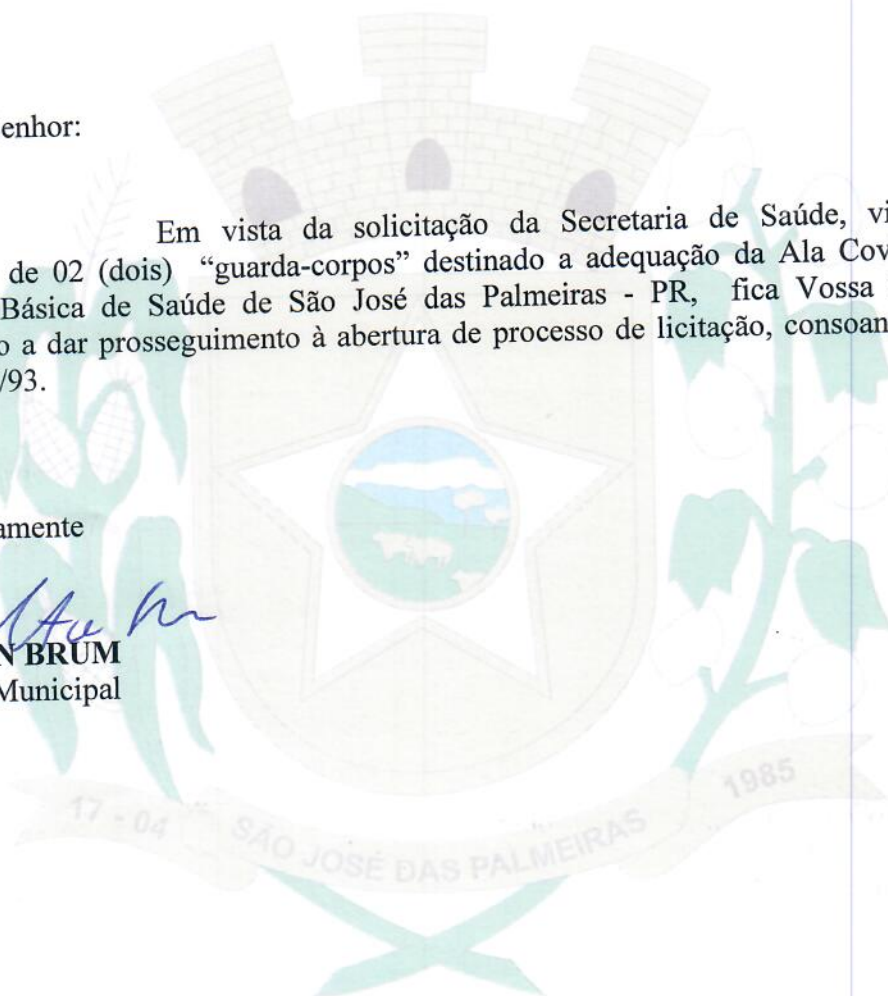 enhor:
Em vista da solicitação da Secretaria de Saúde, vi
de 02 (dois) “guarda-corpos” destinado a adequação da Ala Cov
Básica de Saúde de São José das Palmeiras - PR, fica Vossa
o a dar prosseguimento à abertura de processo de licitação, consoan
/93.
amente
N BRUM
Municipal
17 - 04 SÃO JOSÉ DAS PALMEIRAS 1985